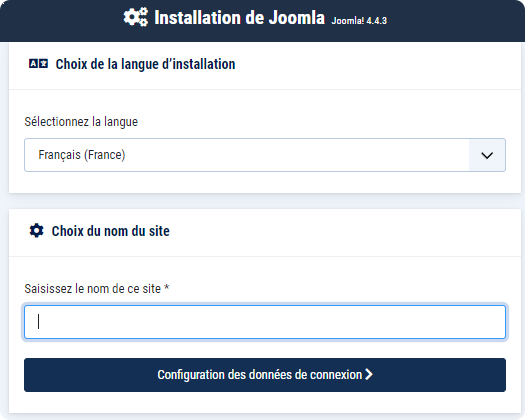 Installation de Joomla Joomla! 4.4.3
Choix de la langue d’installation
Sélectionnez la langue
Français (France)
Choix du nom du site
Saisissez le nom de ce site *
Configuration des données de connexion